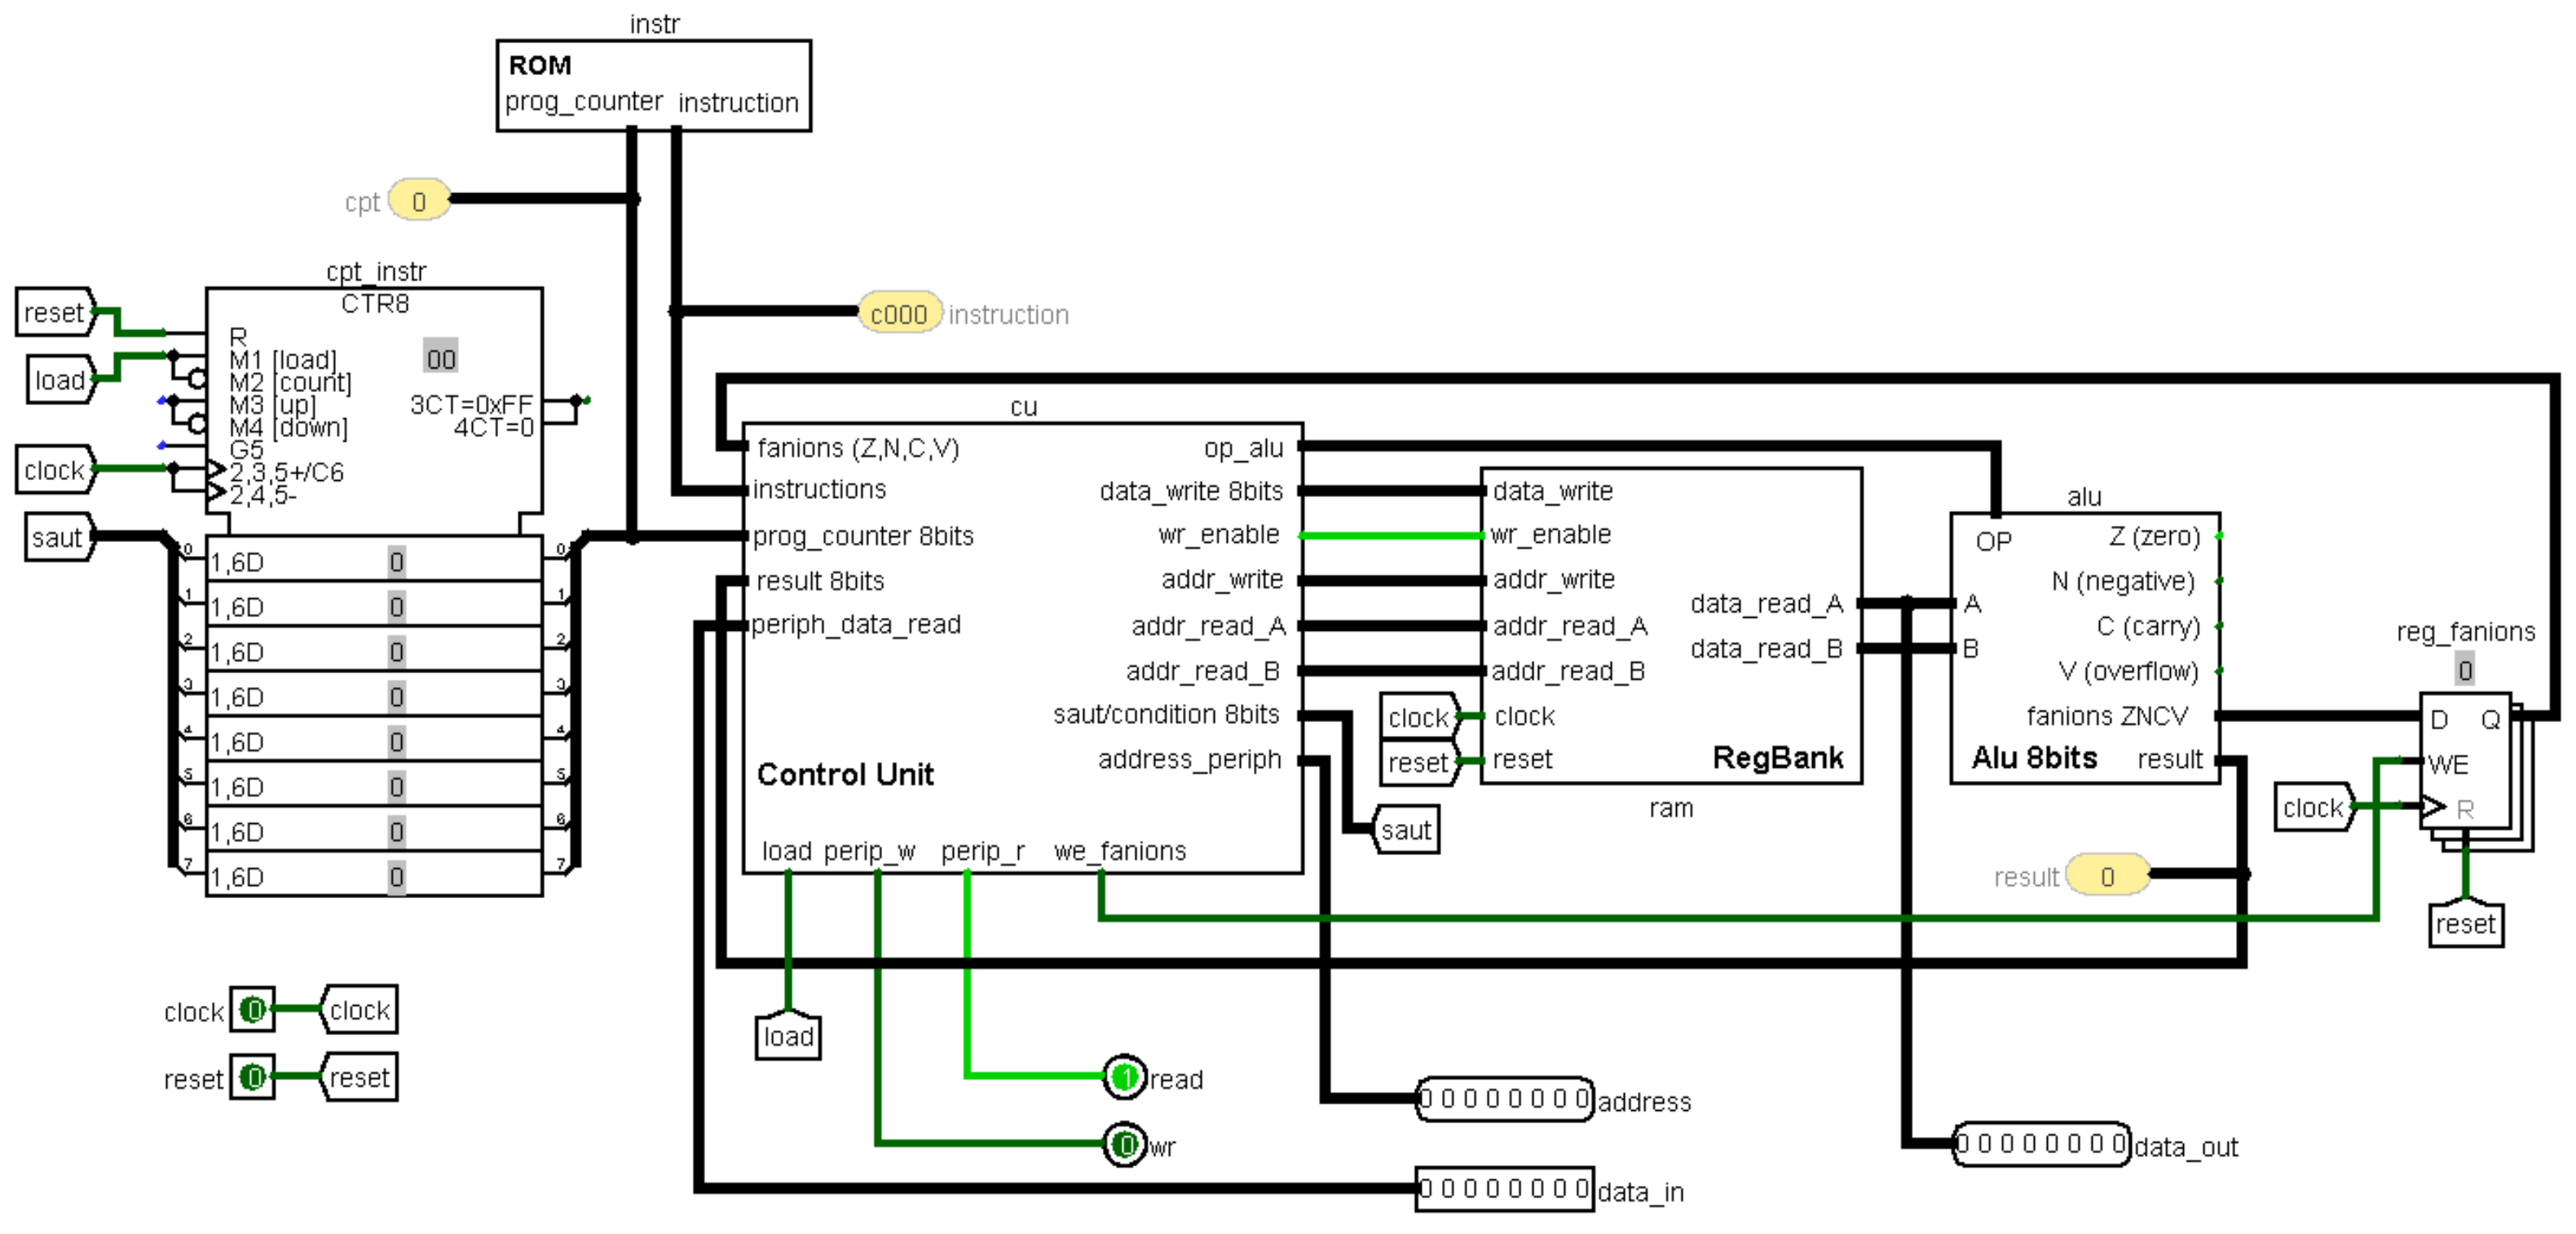 instr
ROM
prog_counter instruction
cpt 0
c000 instruction
cpt_instr
CTR8
reset
load
clock
saut
R
M1 [load]
M2 [count]
M3 [up]
M4 [down]
G5
2,3,5+/C6
2,4,5-
00
3CT=0xFF
4CT=0
0 1,6D 0 0
1 1,6D 0 1
2 1,6D 0 2
3 1,6D 0 3
4 1,6D 0 4
5 1,6D 0 5
6 1,6D 0 6
7 1,6D 0 7
cu
fanions (Z,N,C,V)
instructions
prog_counter 8bits
result 8bits
periph_data_read
op_alu
data_write 8bits
wr_enable
addr_write
addr_read_A
addr_read_B
saut/condition 8bits
address_periph
Control Unit
load perip_w perip_r we_fanions
data_write
wr_enable
addr_write
addr_read_A
addr_read_B
clock
reset
clock
reset
data_read_A
data_read_B
RegBank
ram
saut
alu
OP
A
B
Z (zero)
N (negative)
C (carry)
V (overflow)
fanions ZNCV
Alu 8bits result
reg_fanions
0
D Q
WE
R
clock
reset
result 0
clock 0 clock
reset 0 reset
load
1 read
0 wr
0 0 0 0 0 0 0 0 address
0 0 0 0 0 0 0 0 data_in
0 0 0 0 0 0 0 0 data_out